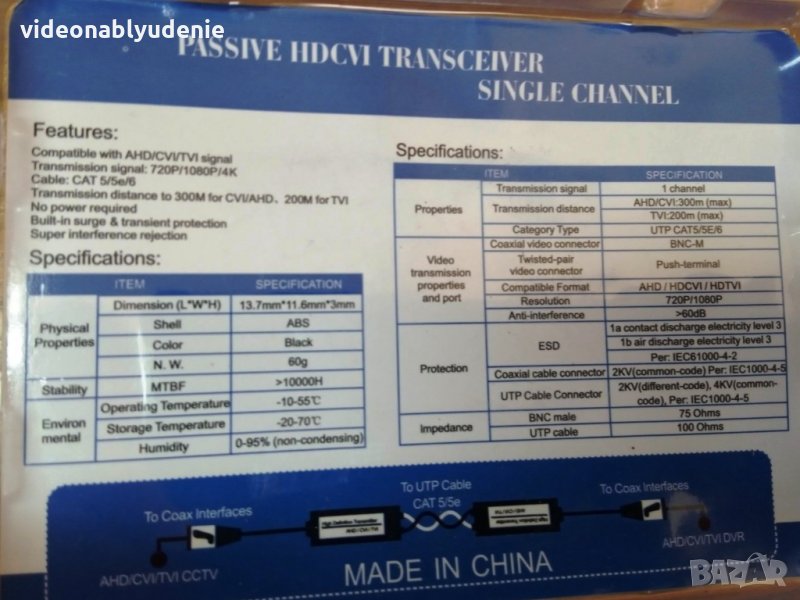 videonablyudenie
PASSIVE HDCVI TRANSCEIVER
SINGLE CHANNEL
Features:
Compatible with AHD/CVI/TVI signal
Transmission signal: 720P/1080P/4K
Cable: CAT 5/5e/6
Transmission distance to 300M for CVI/AHD、200M for TVI
No power required
Built-in surge & transient protection
Super interference rejection
Specifications:
ITEM SPECIFICATION
Physical Properties
Dimension (L*W*H) 13.7mm*11.6mm*3mm
Shell ABS
Color Black
N. W. 60g
Stability MTBF >10000H
Environ mental
Operating Temperature -10-55℃
Storage Temperature -20-70℃
Humidity 0-95% (non-condensing)
Specifications:
ITEM SPECIFICATION
Properties
Transmission signal 1 channel
Transmission distance AHD/CVI:300m (max)
TVI:200m (max)
Category Type UTP CAT5/5E/6
Video transmission properties and port
Coaxial video connector BNC-M
Twisted-pair video connector Push-terminal
Compatible Format AHD / HDCVI / HDTVI
Resolution 720P/1080P
Anti-interference >60dB
Protection
ESD 1a contact discharge electricity level 3
1b air discharge electricity level 3
Per: IEC61000-4-2
Coaxial cable connector 2KV(common-code) Per: IEC1000-4-5
UTP Cable Connector 2KV(different-code), 4KV(common-
code), Per: IEC1000-4-5
Impedance
BNC male 75 Ohms
UTP cable 100 Ohms
To Coax Interfaces
To UTP Cable
CAT 5/5e
To Coax Interfaces
High Definition Transmitter
AHD/CVI/TVI CCTV
AHD/CVI/TVI DVR
MADE IN CHINA
BAZAR